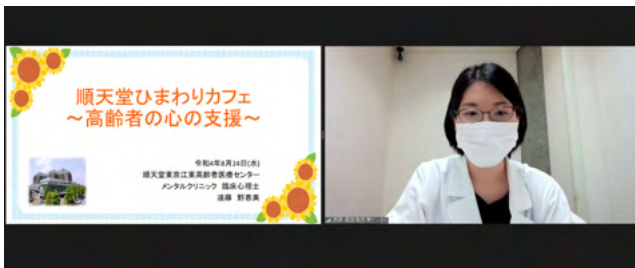 順天堂ひまわりカフェ
～高齢者の心の支援～
令和4年8月24日(水)
順天堂東京江東高齢者医療センター
メンタルクリニック 臨床心理士
遠藤 野恵美